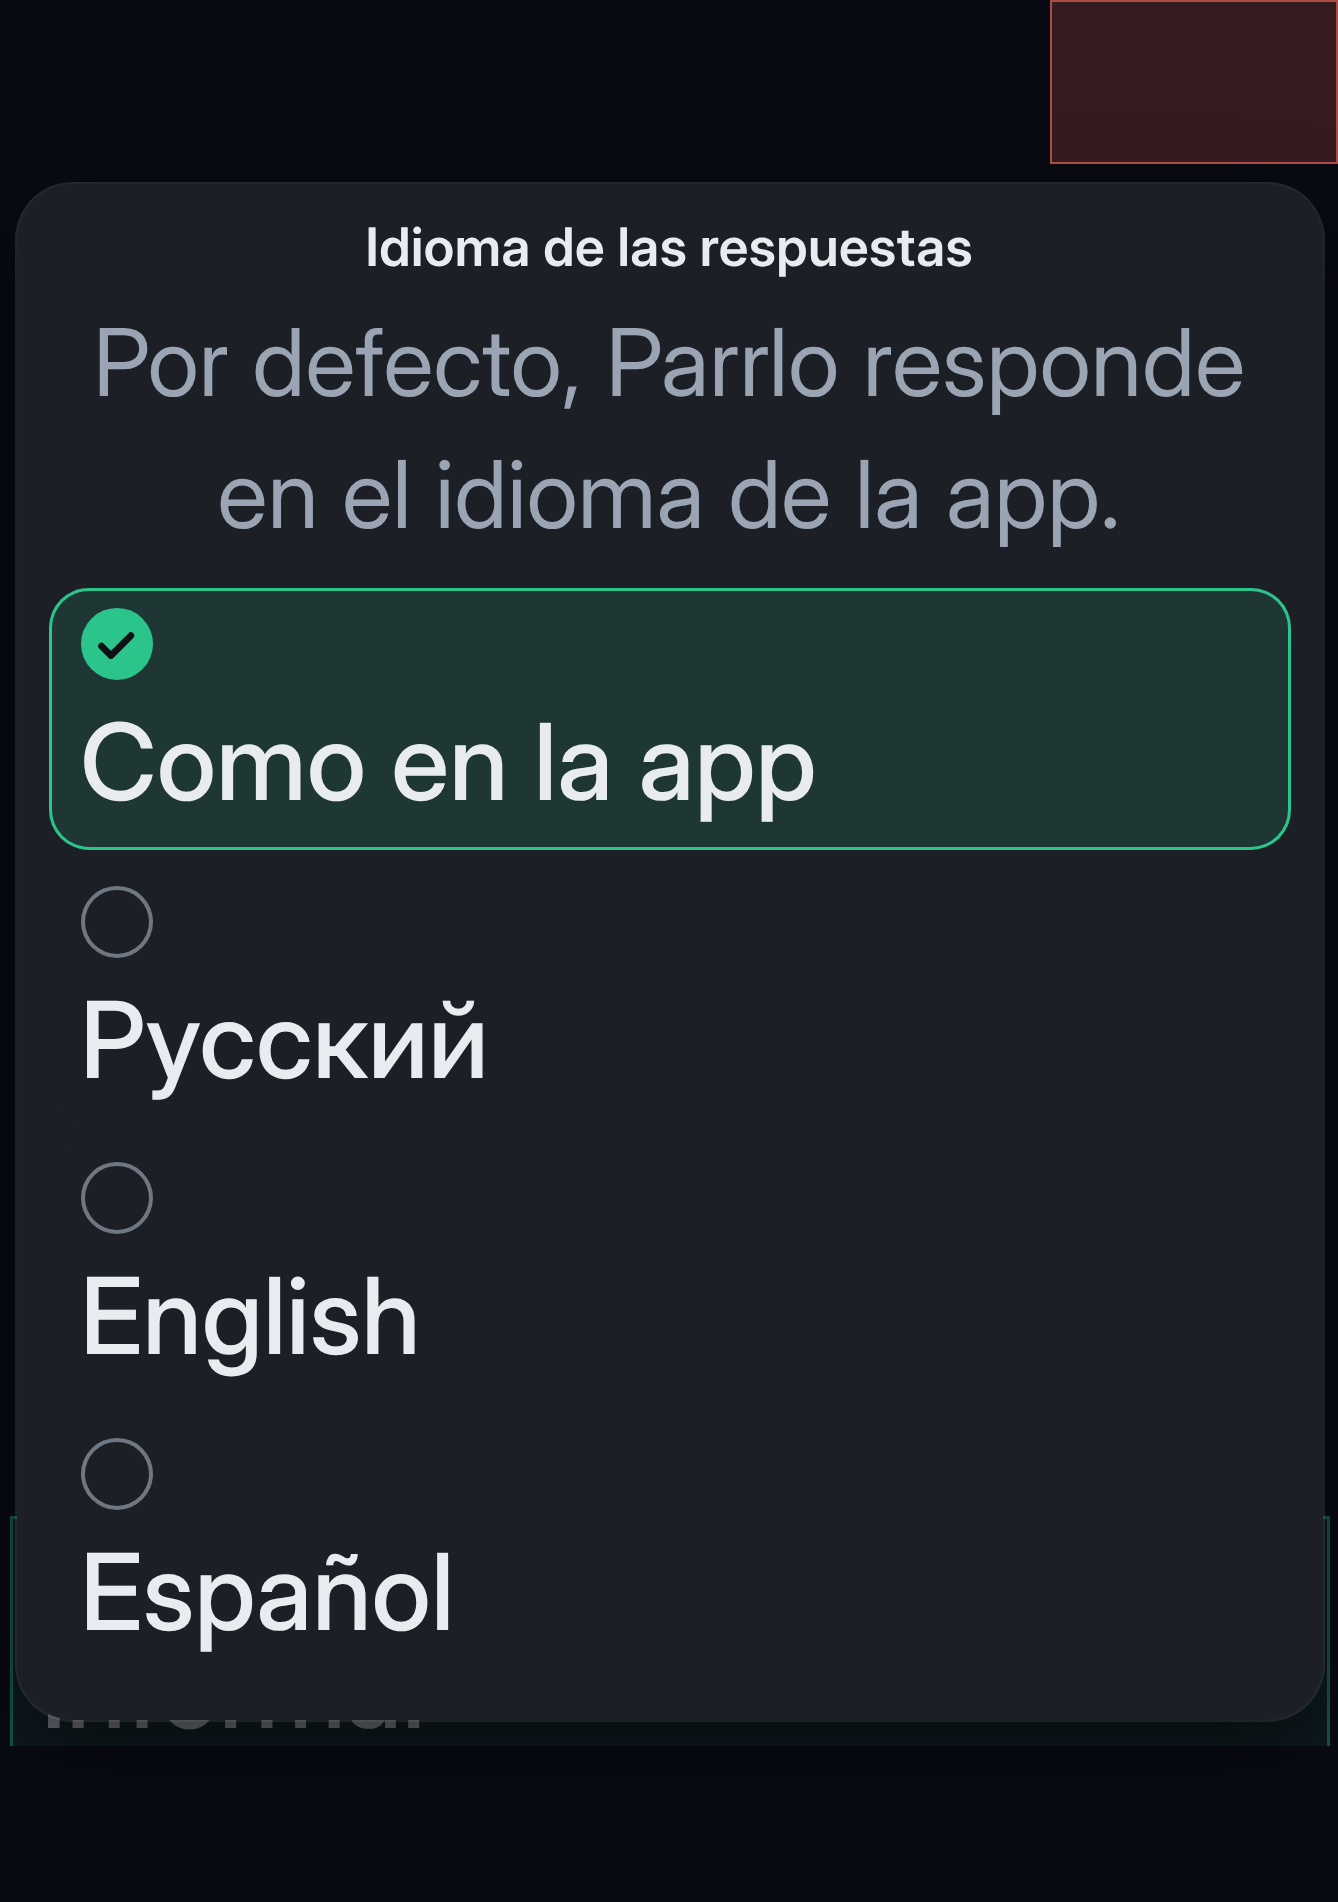 Idioma de las respuestas
Por defecto, Parrlo responde
en el idioma de la app.
Como en la app
Русский
English
Español